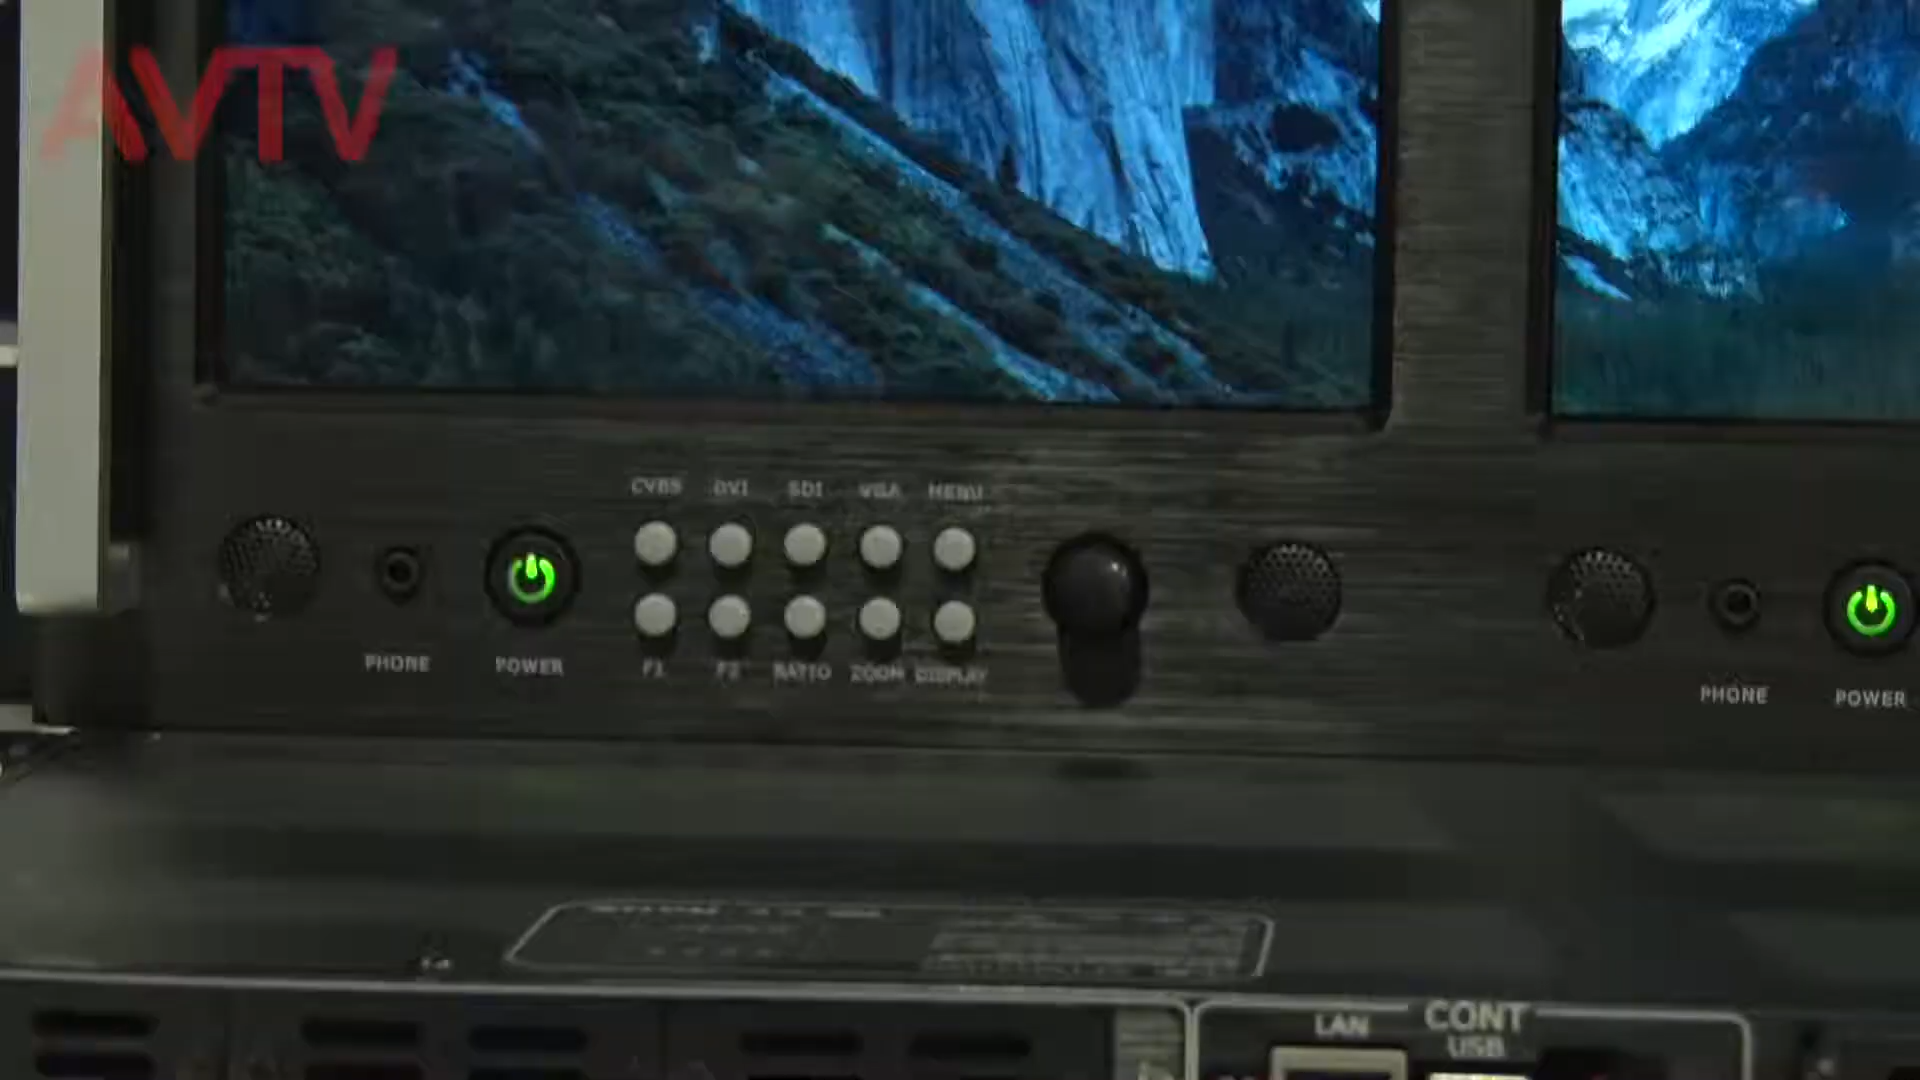 AVTV
CVBS DVI SDI VGA MENU
PHONE POWER F1 F2 RATIO ZOOM DISPLAY
PHONE POWER
LAN CONT
USB